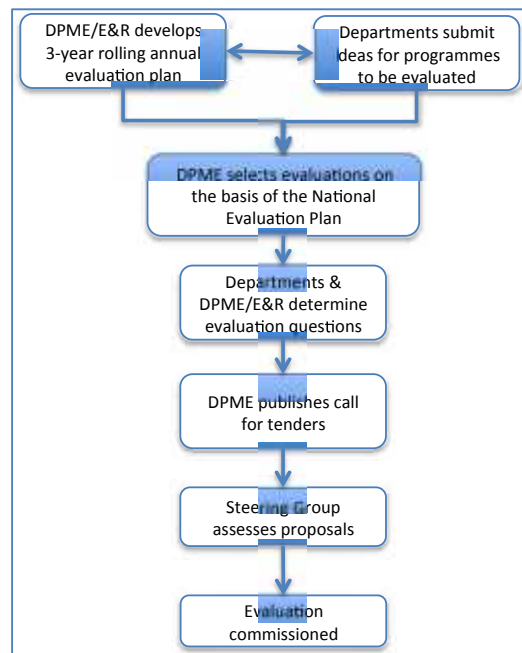 DPME/E&R develops
3-year rolling annual
evaluation plan
Departments submit
ideas for programmes
to be evaluated
DPME selects evaluations on
the basis of the National
Evaluation Plan
Departments &
DPME/E&R determine
evaluation questions
DPME publishes call
for tenders
Steering Group
assesses proposals
Evaluation
commissioned